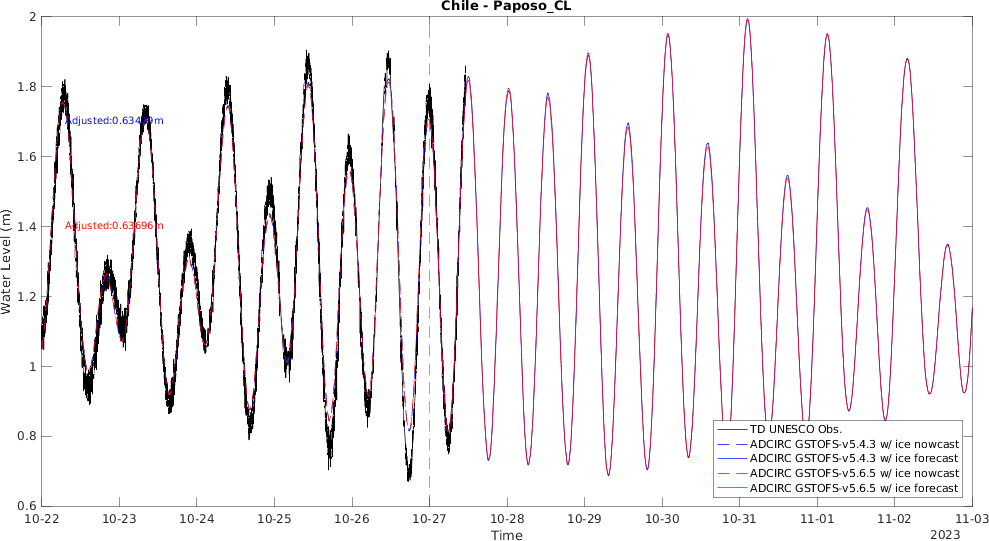 Chile - Paposo_CL
2
1.8
1.6
1.4
1.2
1
0.8
0.6
Water Level (m)
Adjusted:0.63499m
Adjusted:0.63696m
TD UNESCO Obs.
ADCIRC GSTOFS-v5.4.3 w/ ice nowcast
ADCIRC GSTOFS-v5.4.3 w/ ice forecast
ADCIRC GSTOFS-v5.6.5 w/ ice nowcast
ADCIRC GSTOFS-v5.6.5 w/ ice forecast
10-22 10-23 10-24 10-25 10-26 10-27 10-28 10-29 10-30 10-31 11-01 11-02 11-03
Time
2023